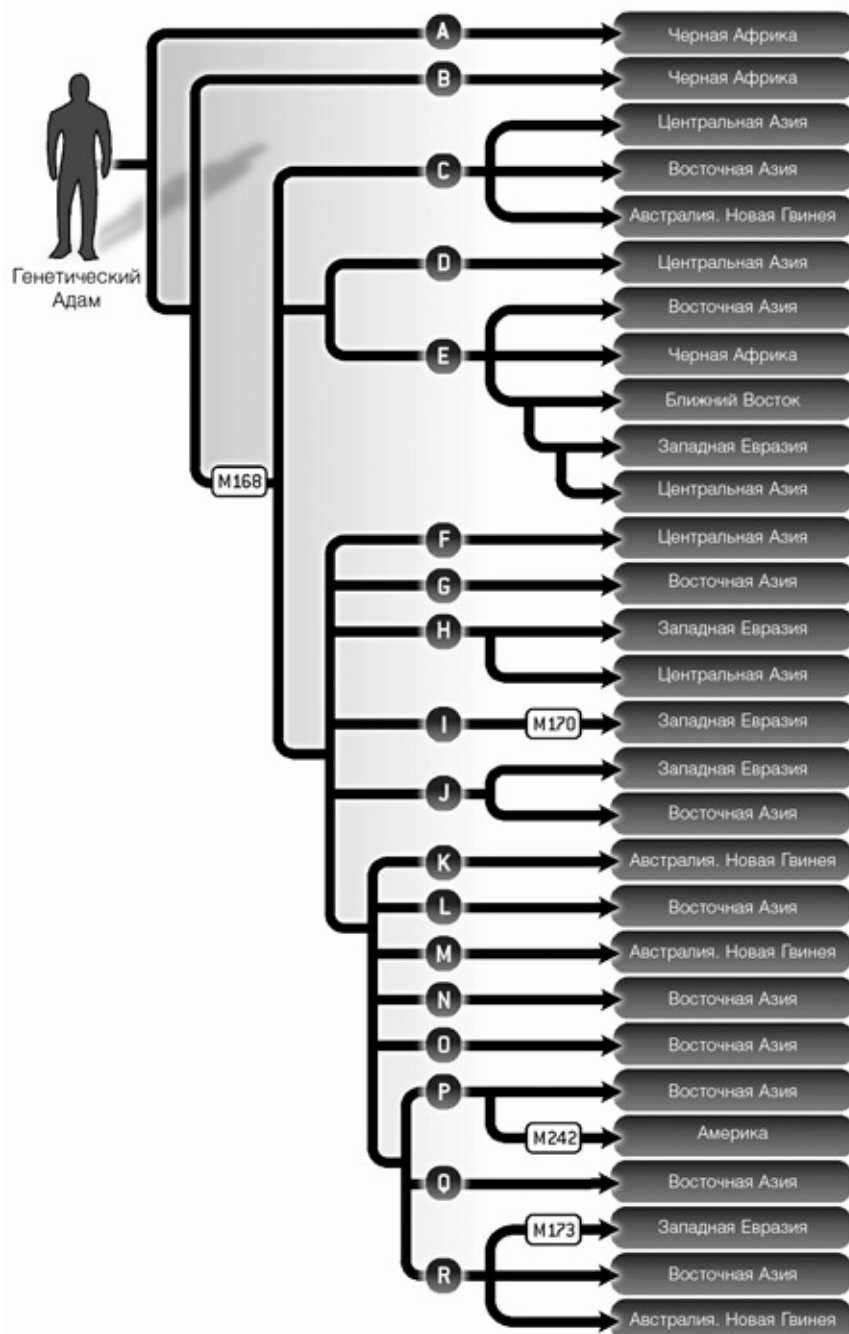 A Черная Африка
B Черная Африка
Центральная Азия
C Восточная Азия
Австралия. Новая Гвинея
Генетический
Адам
D Центральная Азия
Восточная Азия
E Черная Африка
Ближний Восток
Западная Евразия
M168
Центральная Азия
F Центральная Азия
G Восточная Азия
H Западная Евразия
Центральная Азия
I M170 Западная Евразия
Западная Евразия
J
Восточная Азия
K Австралия. Новая Гвинея
L Восточная Азия
M Австралия. Новая Гвинея
N Восточная Азия
O Восточная Азия
P Восточная Азия
M242 Америка
Q Восточная Азия
M173 Западная Евразия
R Восточная Азия
Австралия. Новая Гвинея